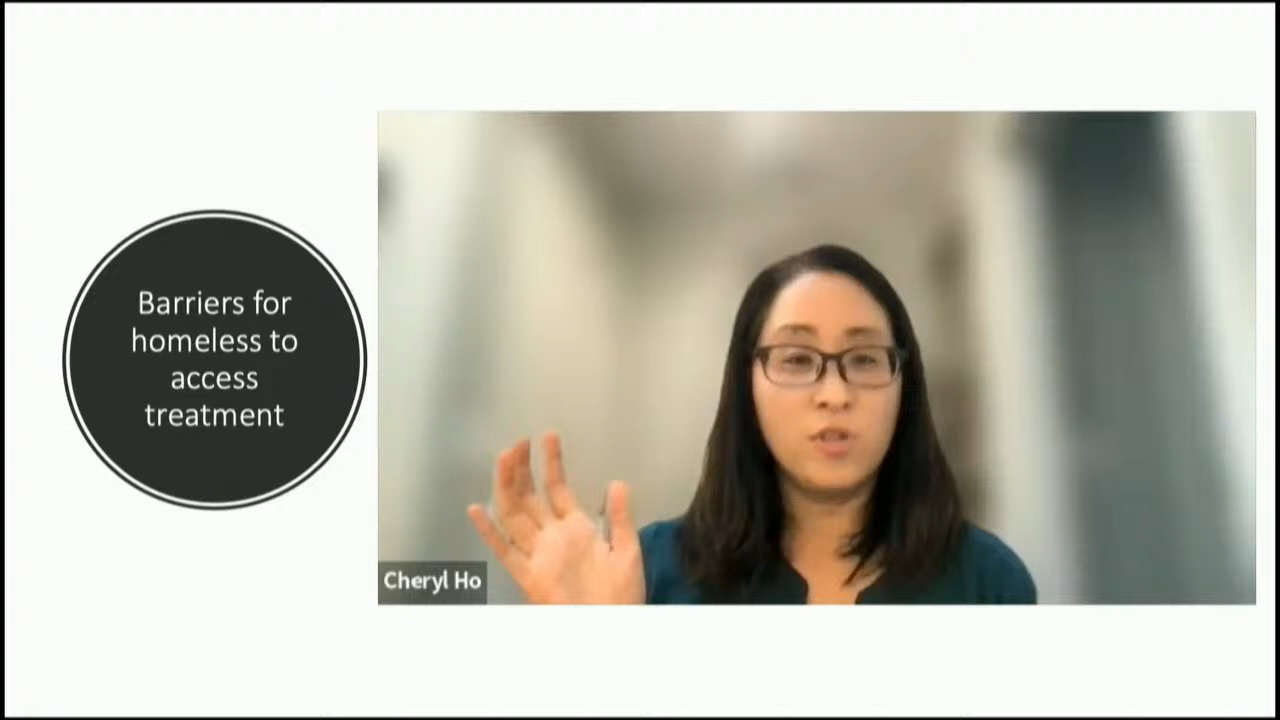 Barriers for
homeless to
access
treatment
Cheryl Ho